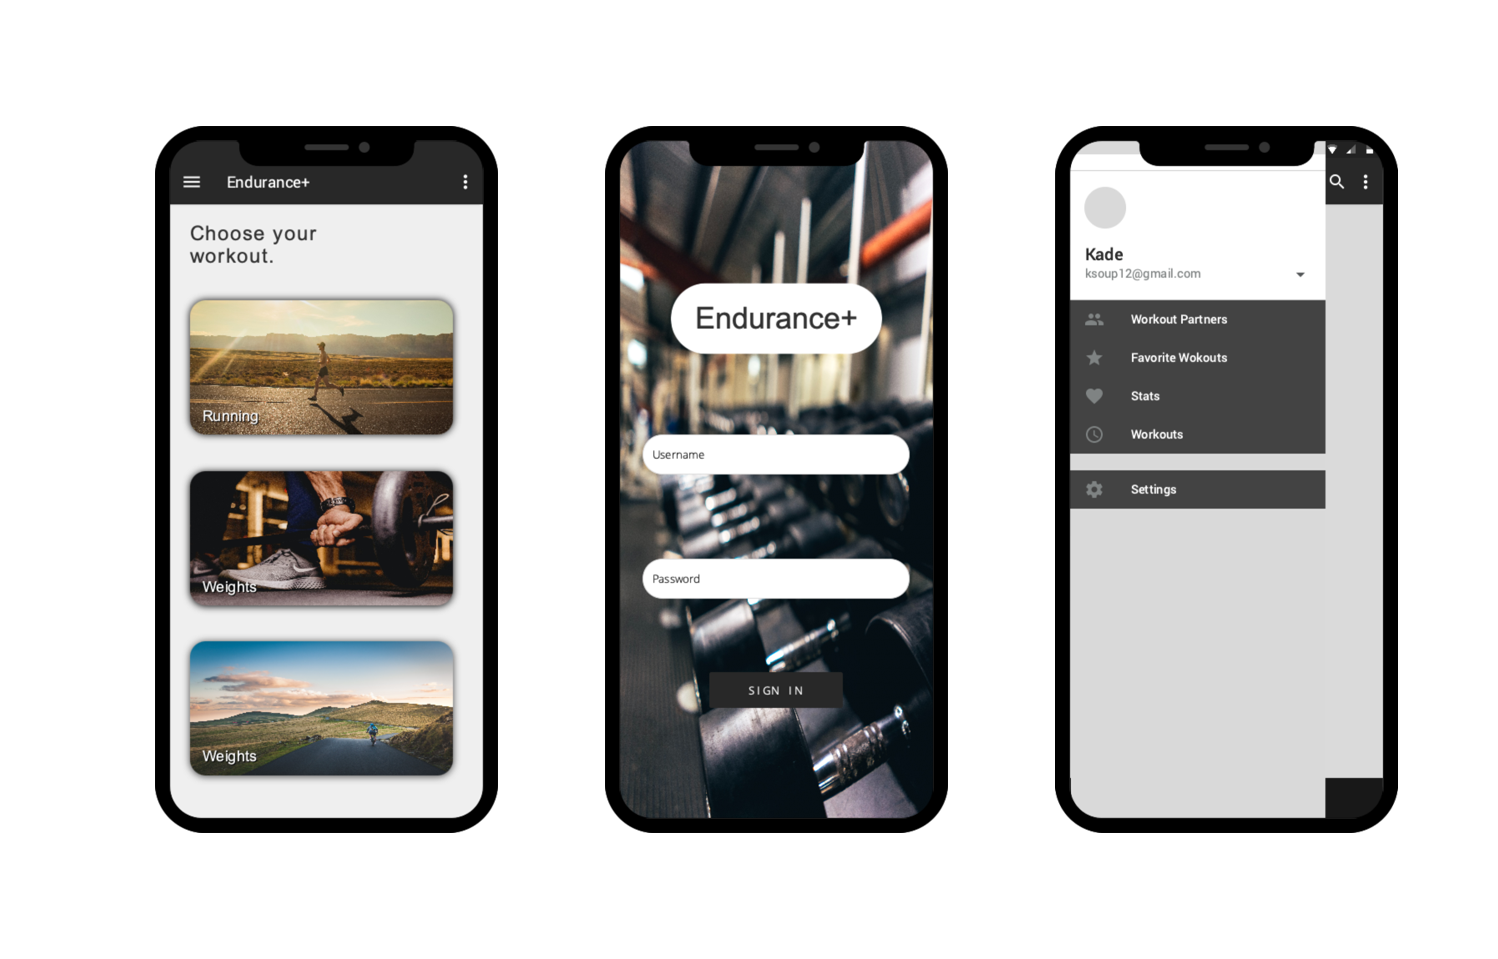 Endurance+
Choose your
workout.
Running
Weights
Weights
Endurance+
Username
Password
SIGN IN
Kade
ksoup12@gmail.com
Workout Partners
Favorite Wokouts
Stats
Workouts
Settings